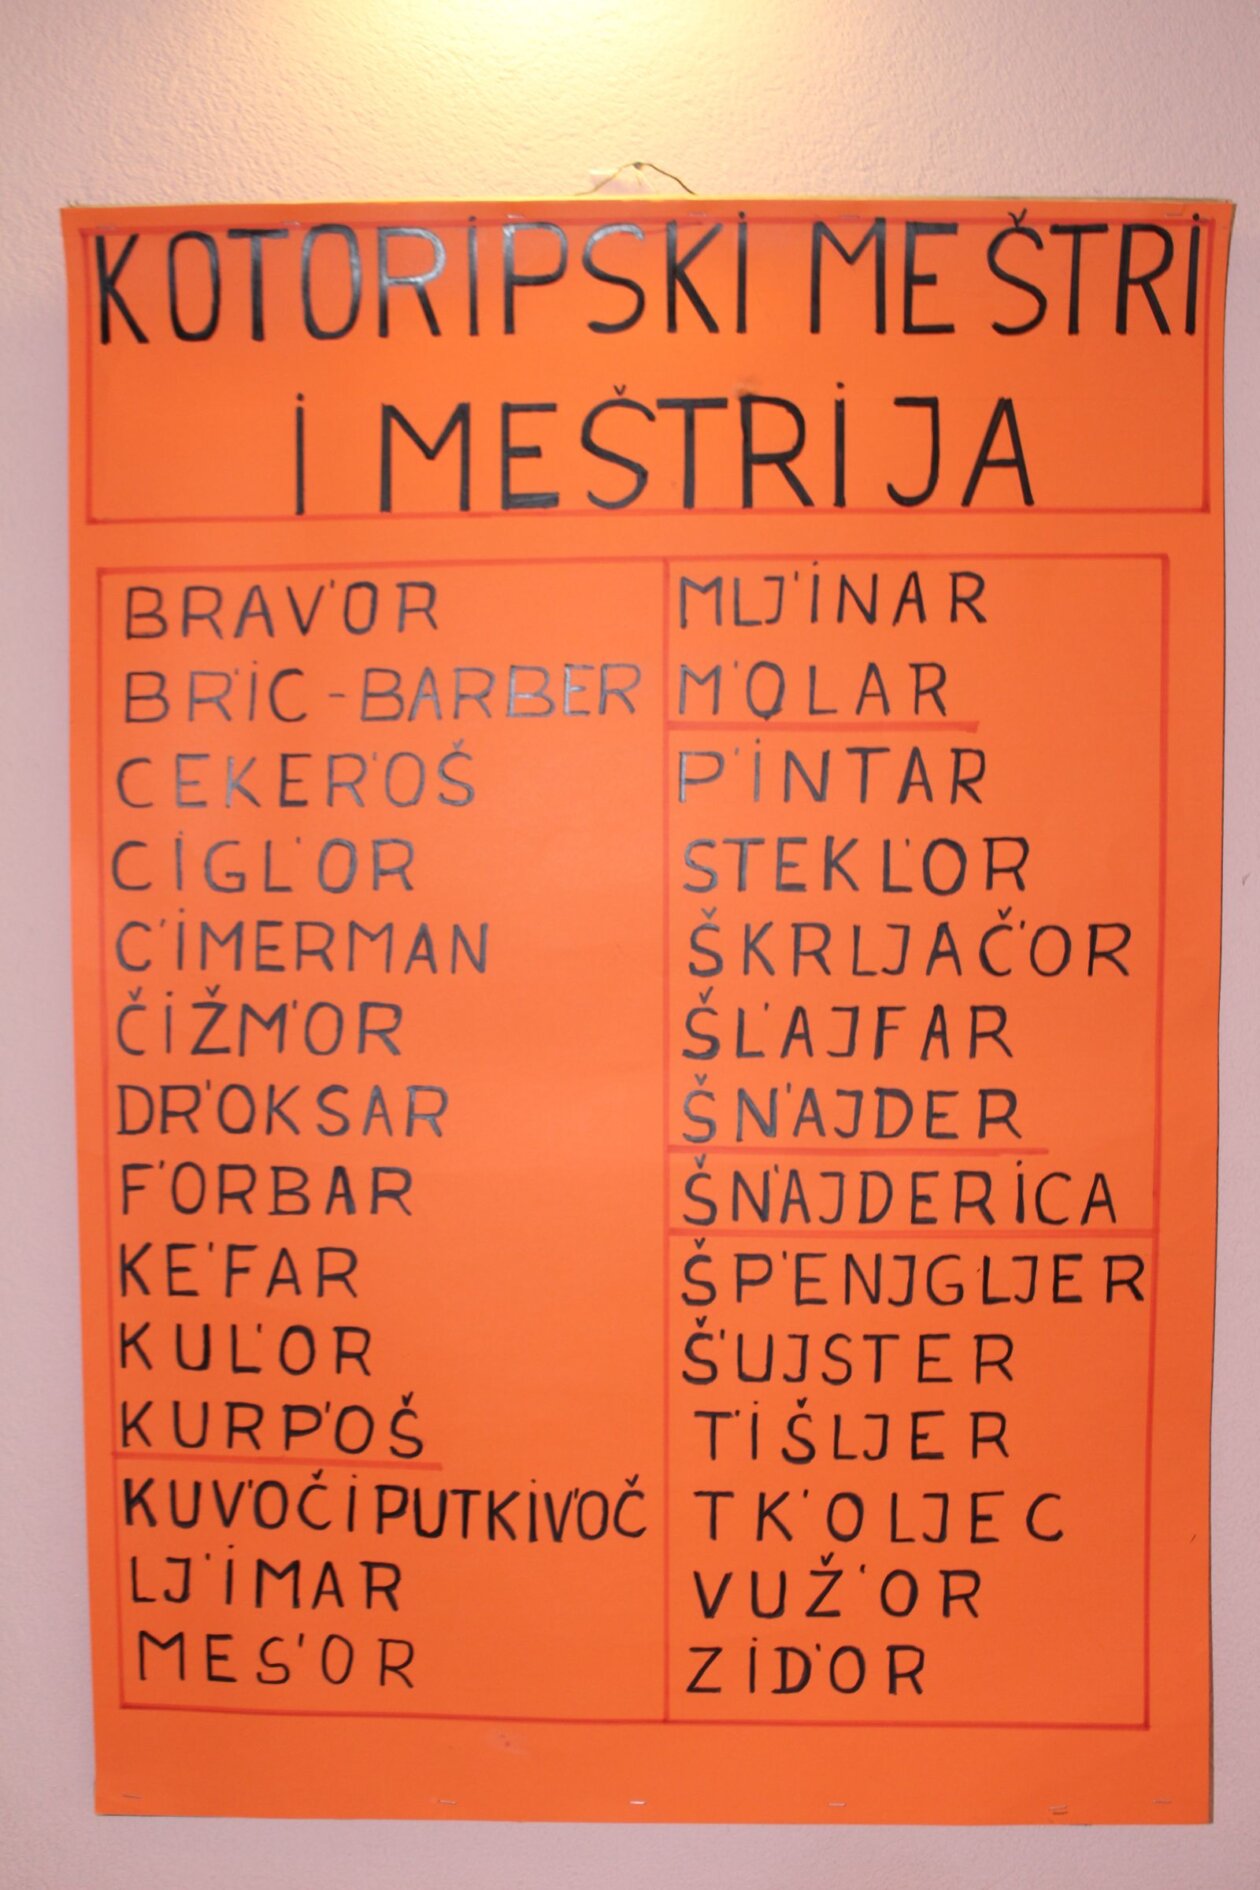 KOTORIPSKI MEŠTRI
I MEŠTRIJA
BRAV'OR
BR'IC-BARBER
CEKER'OŠ
CIGL'OR
C'IMERMAN
ČIŽM'OR
DR'OKSAR
F'ORBAR
KE'FAR
KUL'OR
KURP'OŠ
KUV'OČ I PUTKIV'OČ
LJ'IMAR
MES'OR
MLJ'INAR
M'OLAR
P'INTAR
STEKL'OR
ŠKRLJAČ'OR
ŠL'AJFAR
ŠN'AJDER
ŠN'AJDERICA
ŠP'ENJGLJER
Š'UJSTER
T'IŠLJER
TK'OLJEC
VUŽ'OR
ZID'OR